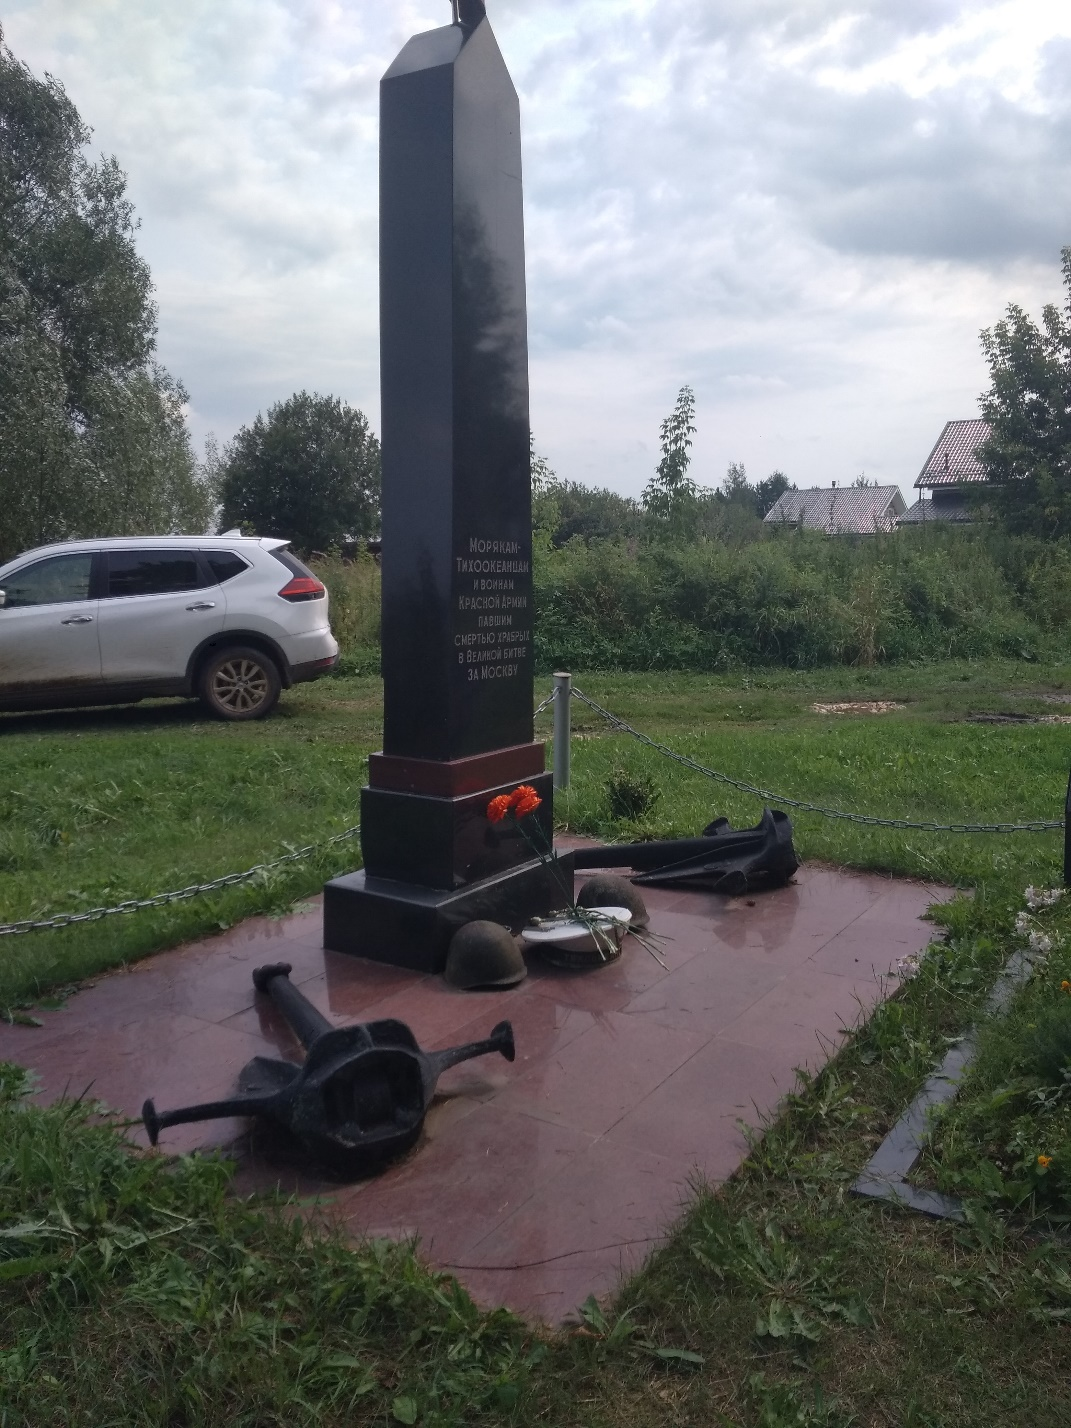 Морякам-
Тихоокеанцам
и воинам
Красной Армии
павшим
смертью храбрых
в Великой битве
за Москву